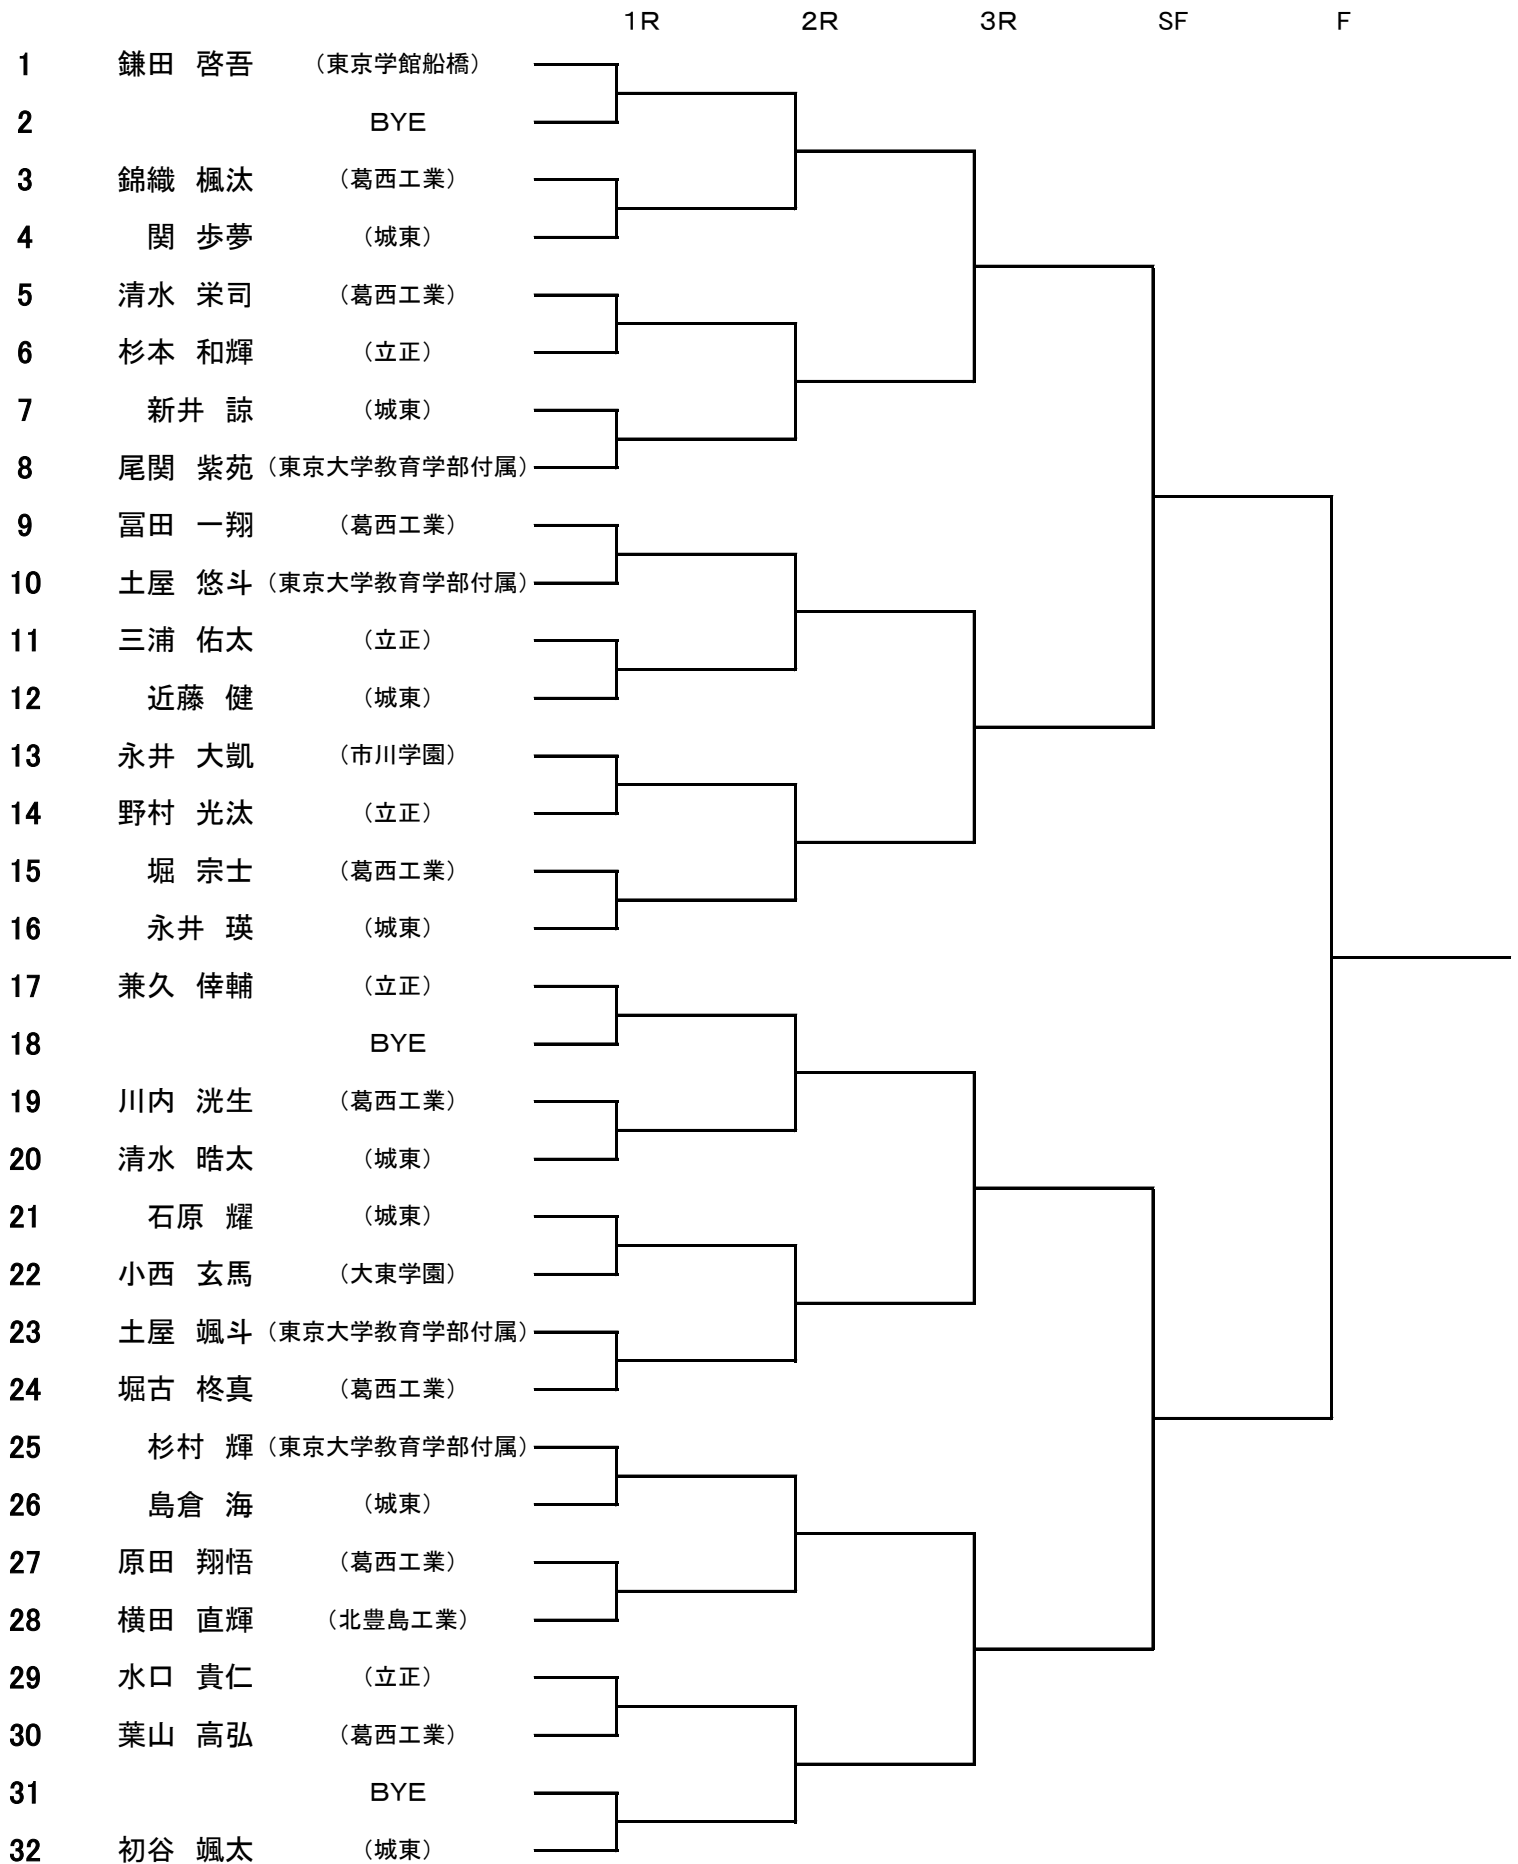 1R 2R 3R SF F
1 鎌田 啓吾 （東京学館船橋）
2 BYE
3 錦織 楓汰 （葛西工業）
4 関 歩夢 （城東）
5 清水 栄司 （葛西工業）
6 杉本 和輝 （立正）
7 新井 諒 （城東）
8 尾関 紫苑 （東京大学教育学部付属）
9 冨田 一翔 （葛西工業）
10 土屋 悠斗 （東京大学教育学部付属）
11 三浦 佑太 （立正）
12 近藤 健 （城東）
13 永井 大凱 （市川学園）
14 野村 光汰 （立正）
15 堀 宗士 （葛西工業）
16 永井 瑛 （城東）
17 兼久 倖輔 （立正）
18 BYE
19 川内 洸生 （葛西工業）
20 清水 晧太 （城東）
21 石原 耀 （城東）
22 小西 玄馬 （大東学園）
23 土屋 颯斗 （東京大学教育学部付属）
24 堀古 柊真 （葛西工業）
25 杉村 輝 （東京大学教育学部付属）
26 島倉 海 （城東）
27 原田 翔悟 （葛西工業）
28 横田 直輝 （北豊島工業）
29 水口 貴仁 （立正）
30 葉山 高弘 （葛西工業）
31 BYE
32 初谷 颯太 （城東）